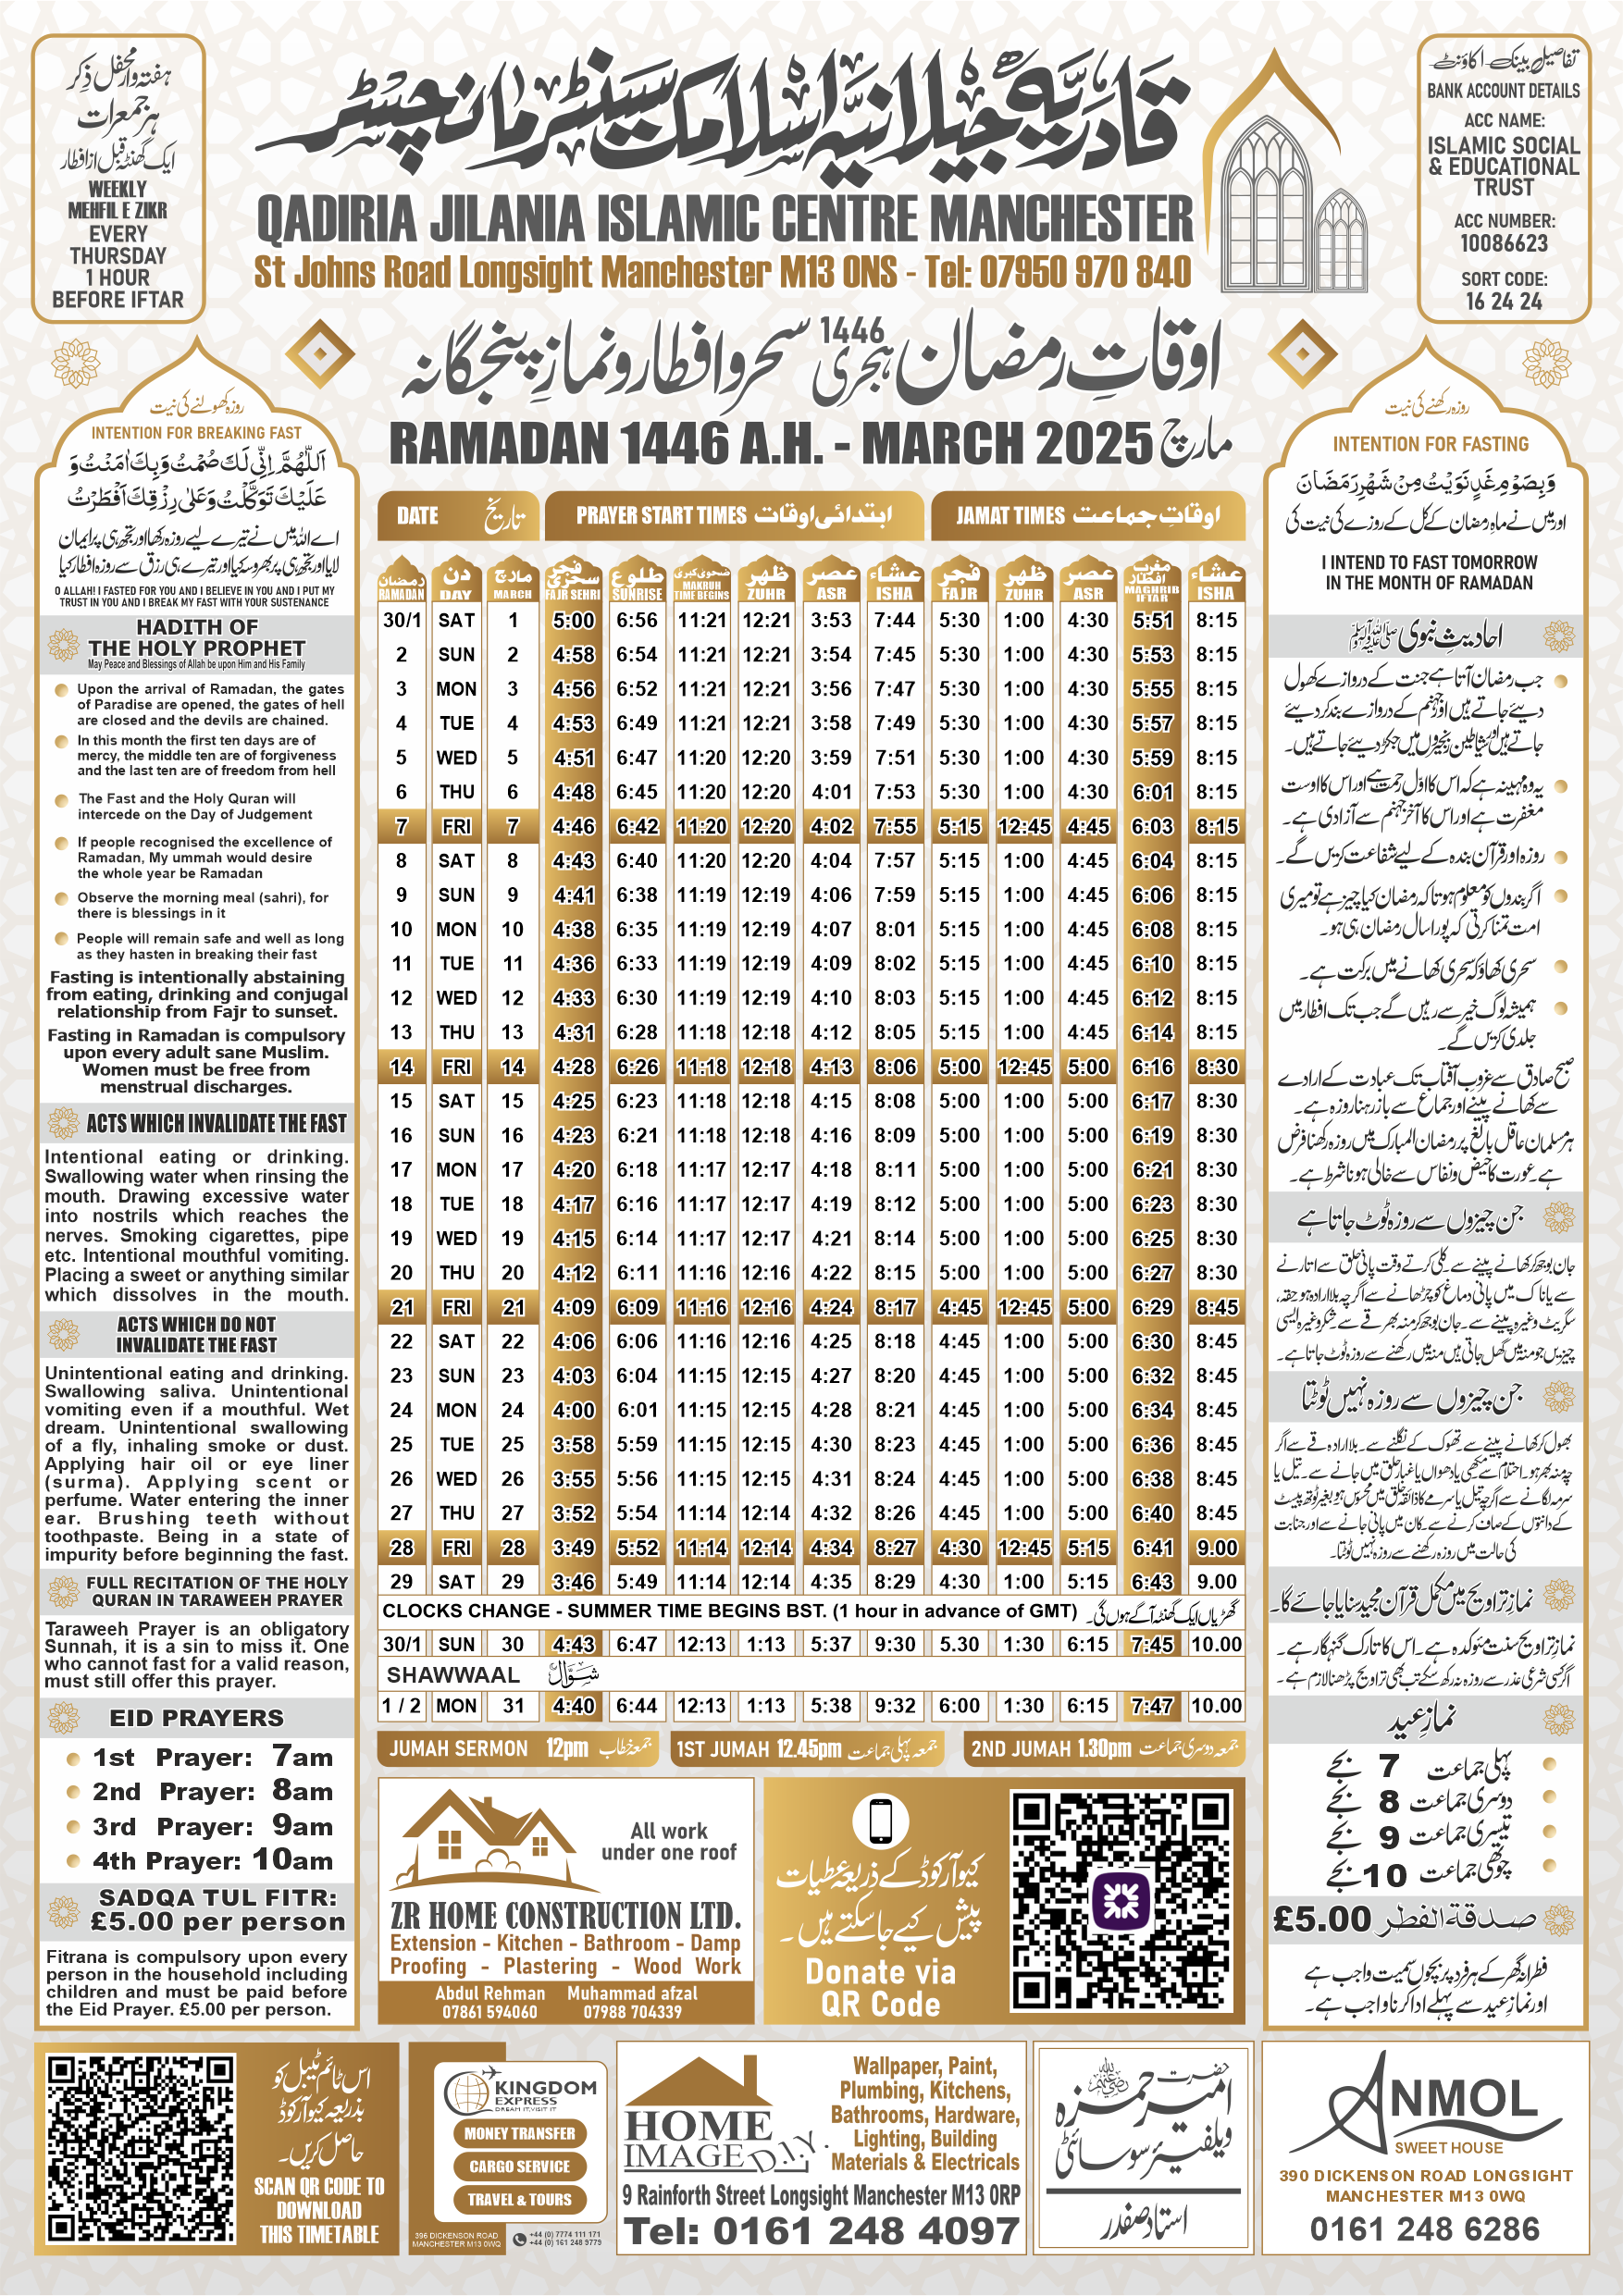 ہفتہ وار محفل ذکر
ہر جمعرات
ایک گھنٹہ قبل از افطار
WEEKLY
MEHFIL E ZIKR
EVERY
THURSDAY
1 HOUR
BEFORE IFTAR
قادریہ جیلانیہ اسلامک سینٹر مانچسٹر
QADIRIA JILANIA ISLAMIC CENTRE MANCHESTER
St Johns Road Longsight Manchester M13 0NS - Tel: 07950 970 840
تفاصیل بینک اکاؤنٹ
BANK ACCOUNT DETAILS
ACC NAME:
ISLAMIC SOCIAL
& EDUCATIONAL
TRUST
ACC NUMBER:
10086623
SORT CODE:
16 24 24
اوقاتِ رمضان 1446 ہجری سحر و افطار و نمازِ پنجگانہ
RAMADAN 1446 A.H. - MARCH 2025 مارچ
روزہ کھولنے کی نیت
INTENTION FOR BREAKING FAST
اَللّٰهُمَّ اِنِّی لَكَ صُمْتُ وَبِكَ اٰمَنْتُ وَ
عَلَيْكَ تَوَكَّلْتُ وَعَلٰی رِزْقِكَ اَفْطَرْتُ
اے اللہ میں نے تیرے لیے روزہ رکھا اور تجھ ہی پر ایمان
لایا اور تجھ ہی پر بھروسہ کیا اور تیرے ہی رزق سے روزہ افطار کیا
O ALLAH! I FASTED FOR YOU AND I BELIEVE IN YOU AND I PUT MY
TRUST IN YOU AND I BREAK MY FAST WITH YOUR SUSTENANCE
HADITH OF
THE HOLY PROPHET
May Peace and Blessings of Allah be upon Him and His Family
Upon the arrival of Ramadan, the gates
of Paradise are opened, the gates of hell
are closed and the devils are chained.
In this month the first ten days are of
mercy, the middle ten are of forgiveness
and the last ten are of freedom from hell
The Fast and the Holy Quran will
intercede on the Day of Judgement
If people recognised the excellence of
Ramadan, My ummah would desire
the whole year be Ramadan
Observe the morning meal (sahri), for
there is blessings in it
People will remain safe and well as long
as they hasten in breaking their fast
Fasting is intentionally abstaining
from eating, drinking and conjugal
relationship from Fajr to sunset.
Fasting in Ramadan is compulsory
upon every adult sane Muslim.
Women must be free from
menstrual discharges.
ACTS WHICH INVALIDATE THE FAST
Intentional eating or drinking.
Swallowing water when rinsing the
mouth. Drawing excessive water
into nostrils which reaches the
nerves. Smoking cigarettes, pipe
etc. Intentional mouthful vomiting.
Placing a sweet or anything similar
which dissolves in the mouth.
ACTS WHICH DO NOT
INVALIDATE THE FAST
Unintentional eating and drinking.
Swallowing saliva. Unintentional
vomiting even if a mouthful. Wet
dream. Unintentional swallowing
of a fly, inhaling smoke or dust.
Applying hair oil or eye liner
(surma). Applying scent or
perfume. Water entering the inner
ear. Brushing teeth without
toothpaste. Being in a state of
impurity before beginning the fast.
FULL RECITATION OF THE HOLY
QURAN IN TARAWEEH PRAYER
Taraweeh Prayer is an obligatory
Sunnah, it is a sin to miss it. One
who cannot fast for a valid reason,
must still offer this prayer.
EID PRAYERS
1st Prayer: 7am
2nd Prayer: 8am
3rd Prayer: 9am
4th Prayer: 10am
SADQA TUL FITR:
£5.00 per person
Fitrana is compulsory upon every
person in the household including
children and must be paid before
the Eid Prayer. £5.00 per person.
DATE تاریخ PRAYER START TIMES ابتدائی اوقات JAMAT TIMES اوقاتِ جماعت
رمضان دن مارچ فجر سحری طلوع ضحویٰ کبریٰ ظهر عصر عشاء فجر ظهر عصر مغرب افطار عشاء
RAMADAN DAY MARCH FAJR SEHRI SUNRISE MAKRUH TIME BEGINS ZUHR ASR ISHA FAJR ZUHR ASR MAGHRIB IFTAR ISHA
30/1 SAT 1 5:00 6:56 11:21 12:21 3:53 7:44 5:30 1:00 4:30 5:51 8:15
2 SUN 2 4:58 6:54 11:21 12:21 3:54 7:45 5:30 1:00 4:30 5:53 8:15
3 MON 3 4:56 6:52 11:21 12:21 3:56 7:47 5:30 1:00 4:30 5:55 8:15
4 TUE 4 4:53 6:49 11:21 12:21 3:58 7:49 5:30 1:00 4:30 5:57 8:15
5 WED 5 4:51 6:47 11:20 12:20 3:59 7:51 5:30 1:00 4:30 5:59 8:15
6 THU 6 4:48 6:45 11:20 12:20 4:01 7:53 5:30 1:00 4:30 6:01 8:15
7 FRI 7 4:46 6:42 11:20 12:20 4:02 7:55 5:15 12:45 4:45 6:03 8:15
8 SAT 8 4:43 6:40 11:20 12:20 4:04 7:57 5:15 1:00 4:45 6:04 8:15
9 SUN 9 4:41 6:38 11:19 12:19 4:06 7:59 5:15 1:00 4:45 6:06 8:15
10 MON 10 4:38 6:35 11:19 12:19 4:07 8:01 5:15 1:00 4:45 6:08 8:15
11 TUE 11 4:36 6:33 11:19 12:19 4:09 8:02 5:15 1:00 4:45 6:10 8:15
12 WED 12 4:33 6:30 11:19 12:19 4:10 8:03 5:15 1:00 4:45 6:12 8:15
13 THU 13 4:31 6:28 11:18 12:18 4:12 8:05 5:15 1:00 4:45 6:14 8:15
14 FRI 14 4:28 6:26 11:18 12:18 4:13 8:06 5:00 12:45 5:00 6:16 8:30
15 SAT 15 4:25 6:23 11:18 12:18 4:15 8:08 5:00 1:00 5:00 6:17 8:30
16 SUN 16 4:23 6:21 11:18 12:18 4:16 8:09 5:00 1:00 5:00 6:19 8:30
17 MON 17 4:20 6:18 11:17 12:17 4:18 8:11 5:00 1:00 5:00 6:21 8:30
18 TUE 18 4:17 6:16 11:17 12:17 4:19 8:12 5:00 1:00 5:00 6:23 8:30
19 WED 19 4:15 6:14 11:17 12:17 4:21 8:14 5:00 1:00 5:00 6:25 8:30
20 THU 20 4:12 6:11 11:16 12:16 4:22 8:15 5:00 1:00 5:00 6:27 8:30
21 FRI 21 4:09 6:09 11:16 12:16 4:24 8:17 4:45 12:45 5:00 6:29 8:45
22 SAT 22 4:06 6:06 11:16 12:16 4:25 8:18 4:45 1:00 5:00 6:30 8:45
23 SUN 23 4:03 6:04 11:15 12:15 4:27 8:20 4:45 1:00 5:00 6:32 8:45
24 MON 24 4:00 6:01 11:15 12:15 4:28 8:21 4:45 1:00 5:00 6:34 8:45
25 TUE 25 3:58 5:59 11:15 12:15 4:30 8:23 4:45 1:00 5:00 6:36 8:45
26 WED 26 3:55 5:56 11:15 12:15 4:31 8:24 4:45 1:00 5:00 6:38 8:45
27 THU 27 3:52 5:54 11:14 12:14 4:32 8:26 4:45 1:00 5:00 6:40 8:45
28 FRI 28 3:49 5:52 11:14 12:14 4:34 8:27 4:30 12:45 5:15 6:41 9.00
29 SAT 29 3:46 5:49 11:14 12:14 4:35 8:29 4:30 1:00 5:15 6:43 9.00
CLOCKS CHANGE - SUMMER TIME BEGINS BST. (1 hour in advance of GMT) گھڑیاں ایک گھنٹہ آگے ہوں گی۔
30/1 SUN 30 4:43 6:47 12:13 1:13 5:37 9:30 5.30 1:30 6:15 7:45 10.00
SHAWWAAL شوّال
1 / 2 MON 31 4:40 6:44 12:13 1:13 5:38 9:32 6:00 1:30 6:15 7:47 10.00
JUMAH SERMON 12pm جمعہ خطاب
1ST JUMAH 12.45pm جمعہ پہلی جماعت
2ND JUMAH 1.30pm جمعہ دوسری جماعت
روزہ رکھنے کی نیت
INTENTION FOR FASTING
وَبِصَوْمِ غَدٍ نَوَيْتُ مِنْ شَهْرِ رَمَضَانَ
اور میں نے ماہِ رمضان کے کل کے روزے کی نیت کی
I INTEND TO FAST TOMORROW
IN THE MONTH OF RAMADAN
احادیثِ نبوی ﷺ
جب رمضان آتا ہے جنت کے دروازے کھول
دیئے جاتے ہیں اور جہنم کے دروازے بند کر دیئے
جاتے ہیں اور شیاطین زنجیروں میں جکڑ دیئے جاتے ہیں۔
یہ وہ مہینہ ہے کہ اس کا اوّل رحمت ہے اور اس کا اوسط
مغفرت ہے اور اس کا آخر جہنم سے آزادی ہے۔
روزہ اور قرآن بندہ کے لیے شفاعت کریں گے۔
اگر بندوں کو معلوم ہوتا کہ رمضان کیا چیز ہے تو میری
امت تمنا کرتی کہ پورا سال رمضان ہی ہو۔
سحری کھاؤ کہ سحری کھانے میں برکت ہے۔
ہمیشہ لوگ خیر سے رہیں گے جب تک افطار میں
جلدی کریں گے۔
صبح صادق سے غروب آفتاب تک عبادت کے ارادے
سے کھانے پینے اور جماع سے باز رہنا روزہ ہے۔
ہر مسلمان عاقل بالغ پر رمضان المبارک میں روزہ رکھنا فرض
ہے۔ عورت کا حیض و نفاس سے خالی ہونا شرط ہے۔
جن چیزوں سے روزہ ٹوٹ جاتا ہے
جان بوجھ کر کھانے پینے سے۔ کلی کرتے وقت پانی حلق سے اتارنے
سے یا ناک میں پانی دماغ کو چڑھانے سے اگرچہ بلا ارادہ ہو حقہ،
سگریٹ وغیرہ پینے سے۔ جان بوجھ کر منہ بھر قے سے۔ شکر وغیرہ ایسی
چیزیں جو منہ میں گھل جاتی ہیں منہ میں رکھنے سے روزہ ٹوٹ جاتا ہے۔
جن چیزوں سے روزہ نہیں ٹوٹتا
بھول کر کھانے پینے سے۔ تھوک کے نگلنے سے۔ بلا ارادہ قے سے اگر
چہ منہ بھر ہو۔ احتلام سے۔ مکھی یا دھواں یا غبار حلق میں جانے سے۔ تیل یا
سرمہ لگانے سے اگرچہ تیل یا سرمے کا ذائقہ حلق میں محسوس ہو۔ بغیر ٹوتھ پیسٹ
کے دانتوں کے صاف کرنے سے۔ کان میں پانی جانے سے اور جنابت
کی حالت میں روزہ رکھنے سے روزہ نہیں ٹوٹتا۔
نماز تراویح میں مکمل قرآن مجید سنایا جائے گا۔
نماز تراویح سنت مئوکدہ ہے۔ اس کا تارک گنہگار ہے۔
اگر کسی شرعی عذر سے روزہ نہ رکھ سکے تب بھی تراویح پڑھنا لازم ہے۔
نمازِ عید
پہلی جماعت 7 بجے
دوسری جماعت 8 بجے
تیسری جماعت 9 بجے
چوتھی جماعت 10 بجے
صدقۃ الفطر £5.00
فطرانہ گھر کے ہر فرد پر بچوں سمیت واجب ہے
اور نمازِ عید سے پہلے ادا کرنا واجب ہے۔
All work
under one roof
ZR HOME CONSTRUCTION LTD.
Extension - Kitchen - Bathroom - Damp
Proofing - Plastering - Wood Work
Abdul Rehman Muhammad afzal
07861 594060 07988 704339
کیو آر کوڈ کے ذریعہ عطیات
پیش کیے جا سکتے ہیں۔
Donate via
QR Code
اس ٹائم ٹیبل کو
بذریعہ کیو آر کوڈ
حاصل کریں۔
SCAN QR CODE TO
DOWNLOAD
THIS TIMETABLE
KINGDOM
EXPRESS
DREAM IT.VISIT IT
MONEY TRANSFER
CARGO SERVICE
TRAVEL & TOURS
396 DICKENSON ROAD
MANCHESTER M13 0WQ
+44 (0) 7774 111 171
+44 (0) 161 248 9779
HOME
IMAGE D.I.Y.
Wallpaper, Paint,
Plumbing, Kitchens,
Bathrooms, Hardware,
Lighting, Building
Materials & Electricals
9 Rainforth Street Longsight Manchester M13 0RP
Tel: 0161 248 4097
حضرت
امیر حمزہ
ویلفیئر سوسائٹی
استاد صفدر
ANMOL
SWEET HOUSE
390 DICKENSON ROAD LONGSIGHT
MANCHESTER M13 0WQ
0161 248 6286